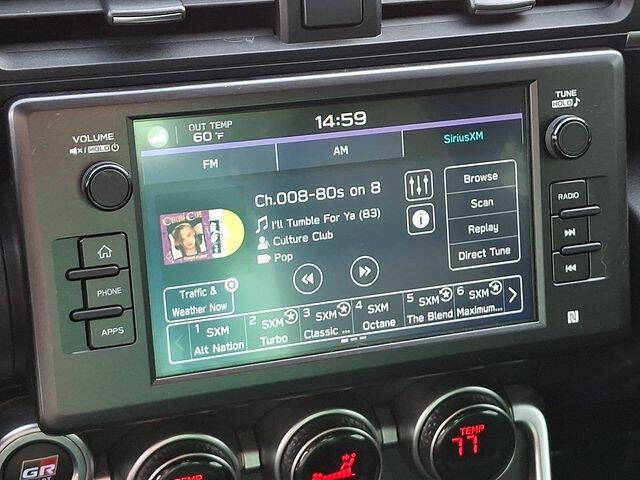 VOLUME
HOLD
OUT TEMP
60°F
14:59
TUNE
HOLD
FM
AM
SiriusXM
Ch.008-80s on 8
I'll Tumble For Ya (83)
Culture Club
Pop
Browse
Scan
Replay
Direct Tune
Traffic &
Weather Now
1 SXM
Alt Nation
2 SXM
Turbo
3 SXM
Classic ...
4 SXM
Octane
5 SXM
The Blend
6 SXM
Maximum...
PHONE
APPS
RADIO
N
GR
TEMP
TEMP
77